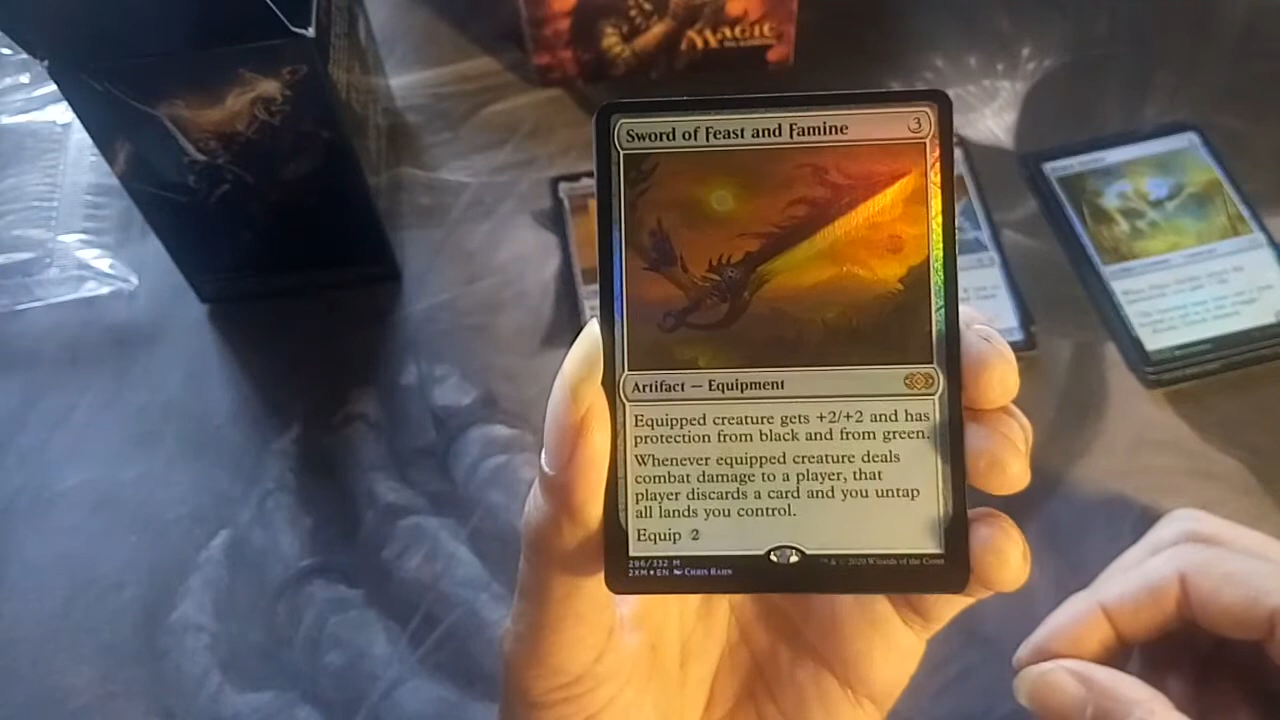 Magic
Sword of Feast and Famine 3
Artifact — Equipment
Equipped creature gets +2/+2 and has
protection from black and from green.
Whenever equipped creature deals
combat damage to a player, that
player discards a card and you untap
all lands you control.
Equip 2
296/332 M
2XM★EN Chris Rahn
™ & © 2020 Wizards of the Coast